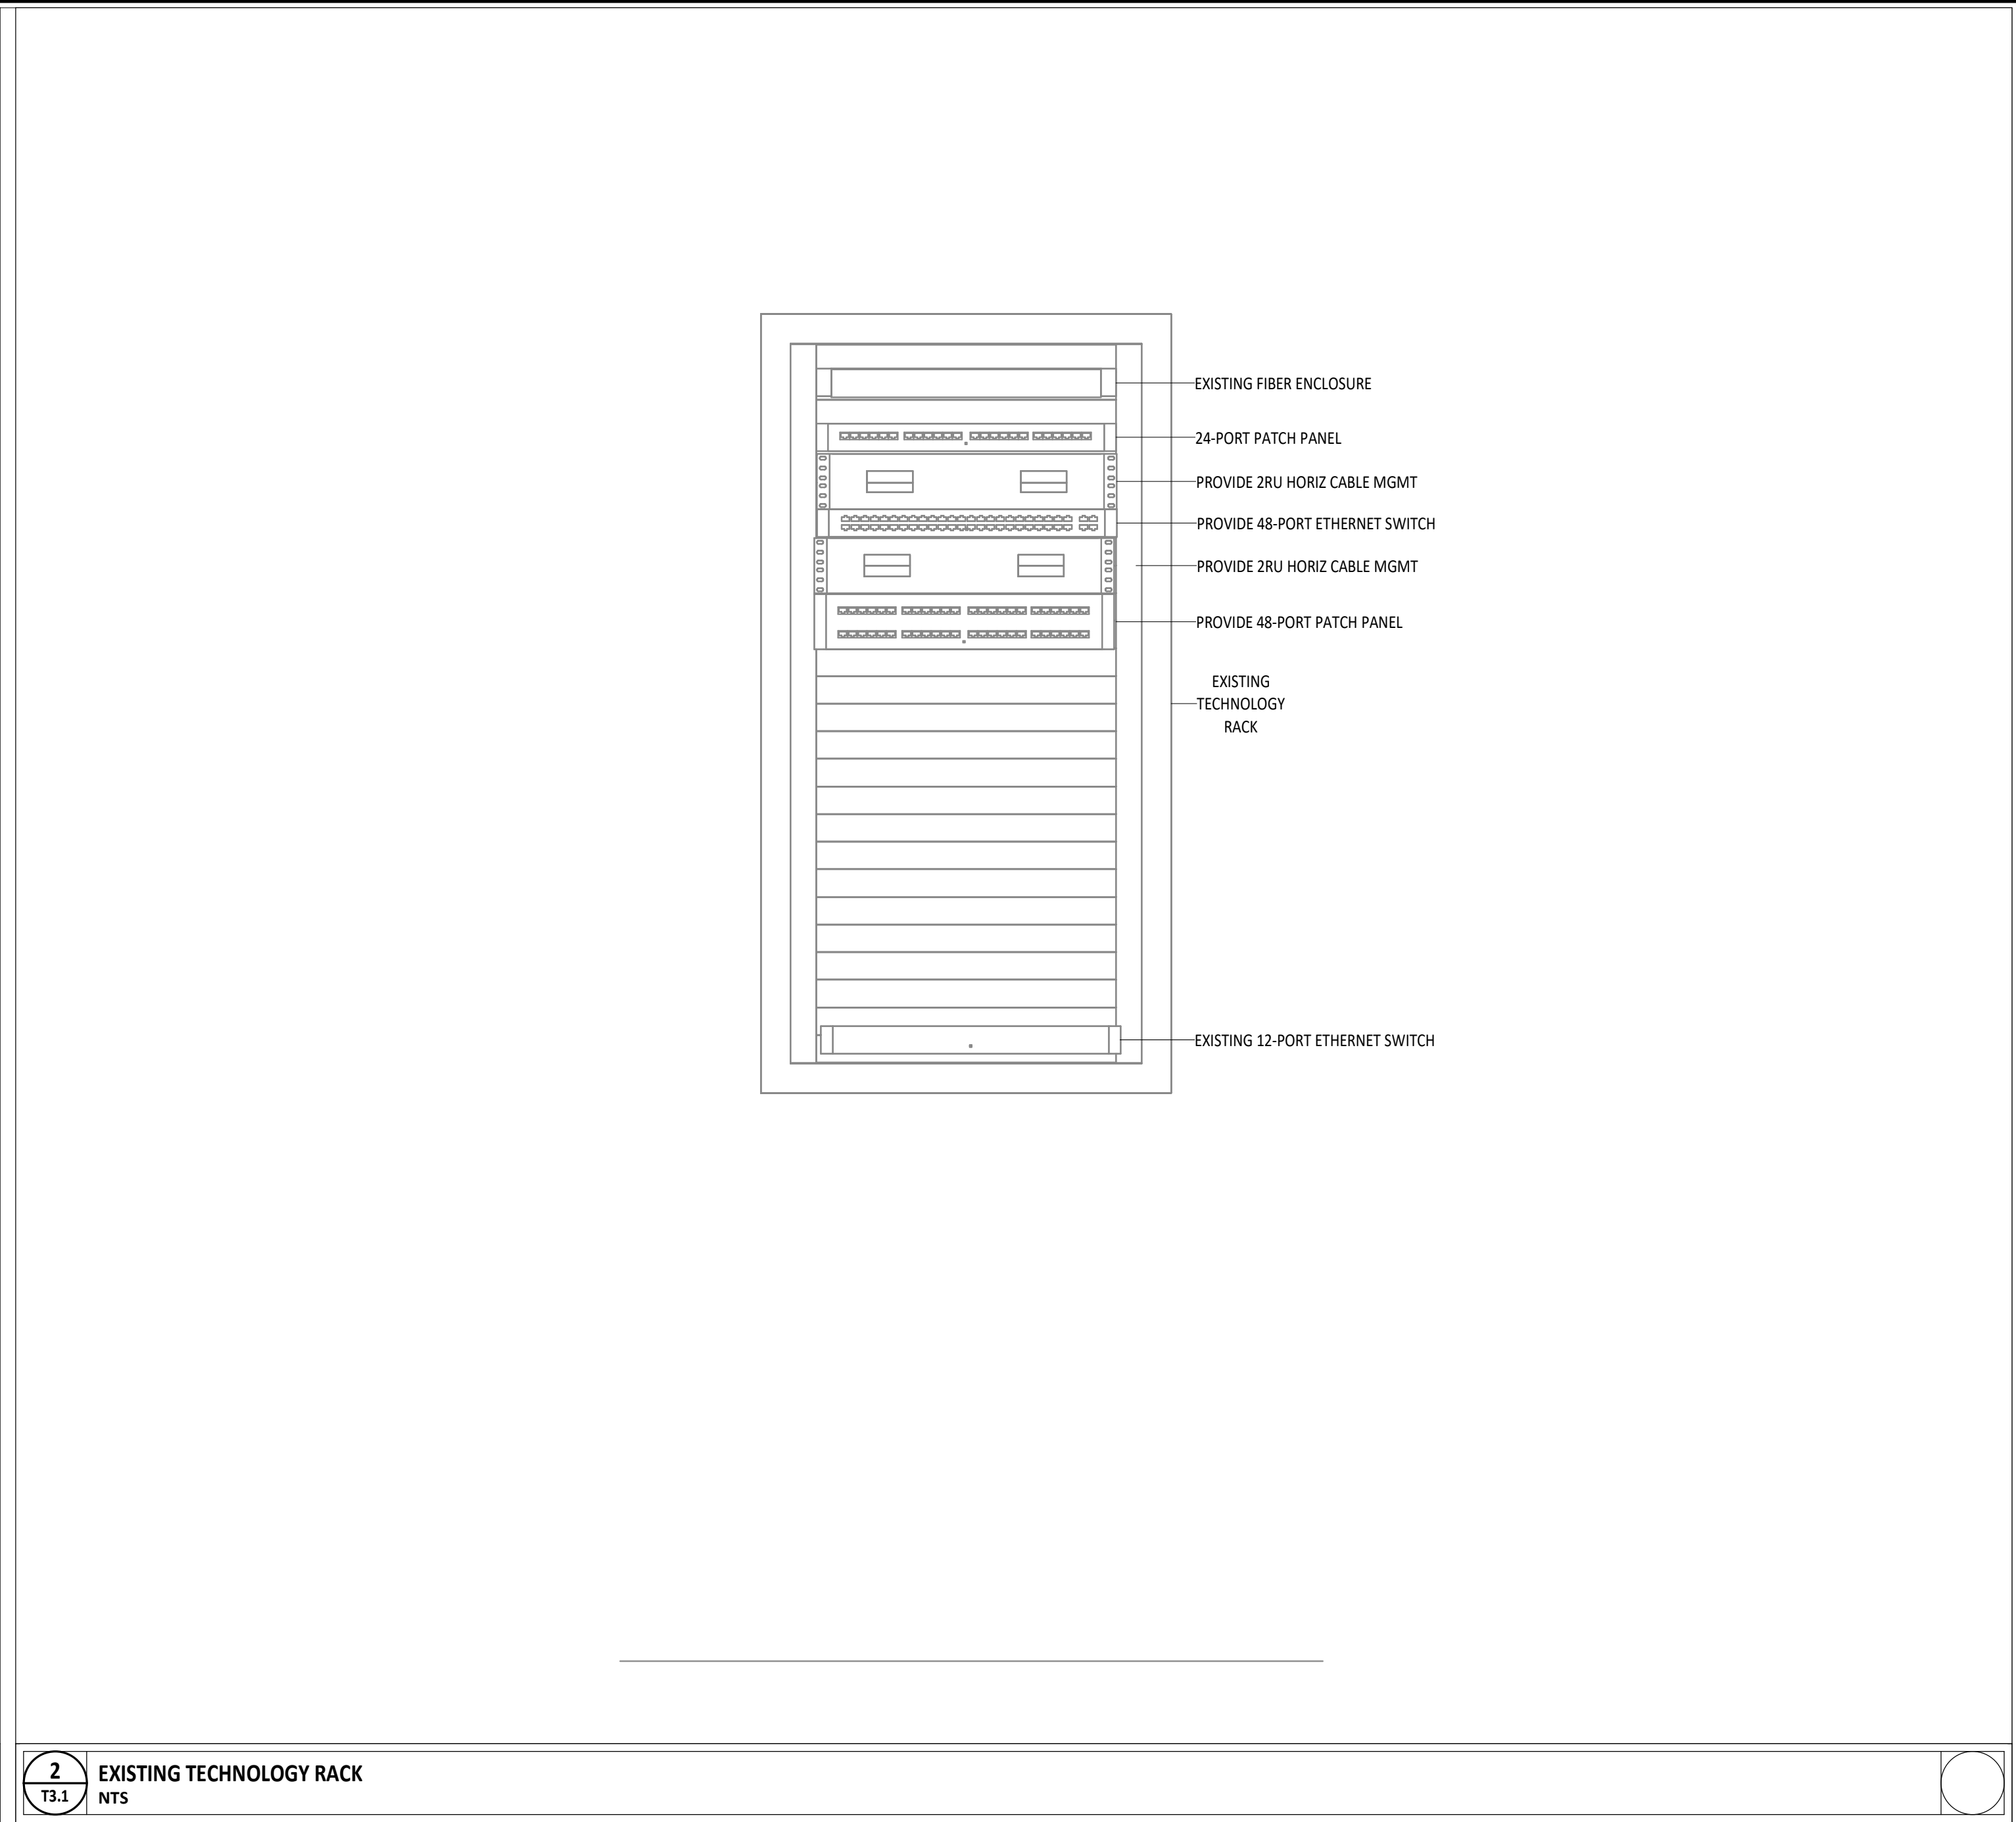 EXISTING FIBER ENCLOSURE
24-PORT PATCH PANEL
PROVIDE 2RU HORIZ CABLE MGMT
PROVIDE 48-PORT ETHERNET SWITCH
PROVIDE 2RU HORIZ CABLE MGMT
PROVIDE 48-PORT PATCH PANEL
EXISTING
TECHNOLOGY
RACK
EXISTING 12-PORT ETHERNET SWITCH
2
T3.1
EXISTING TECHNOLOGY RACK
NTS